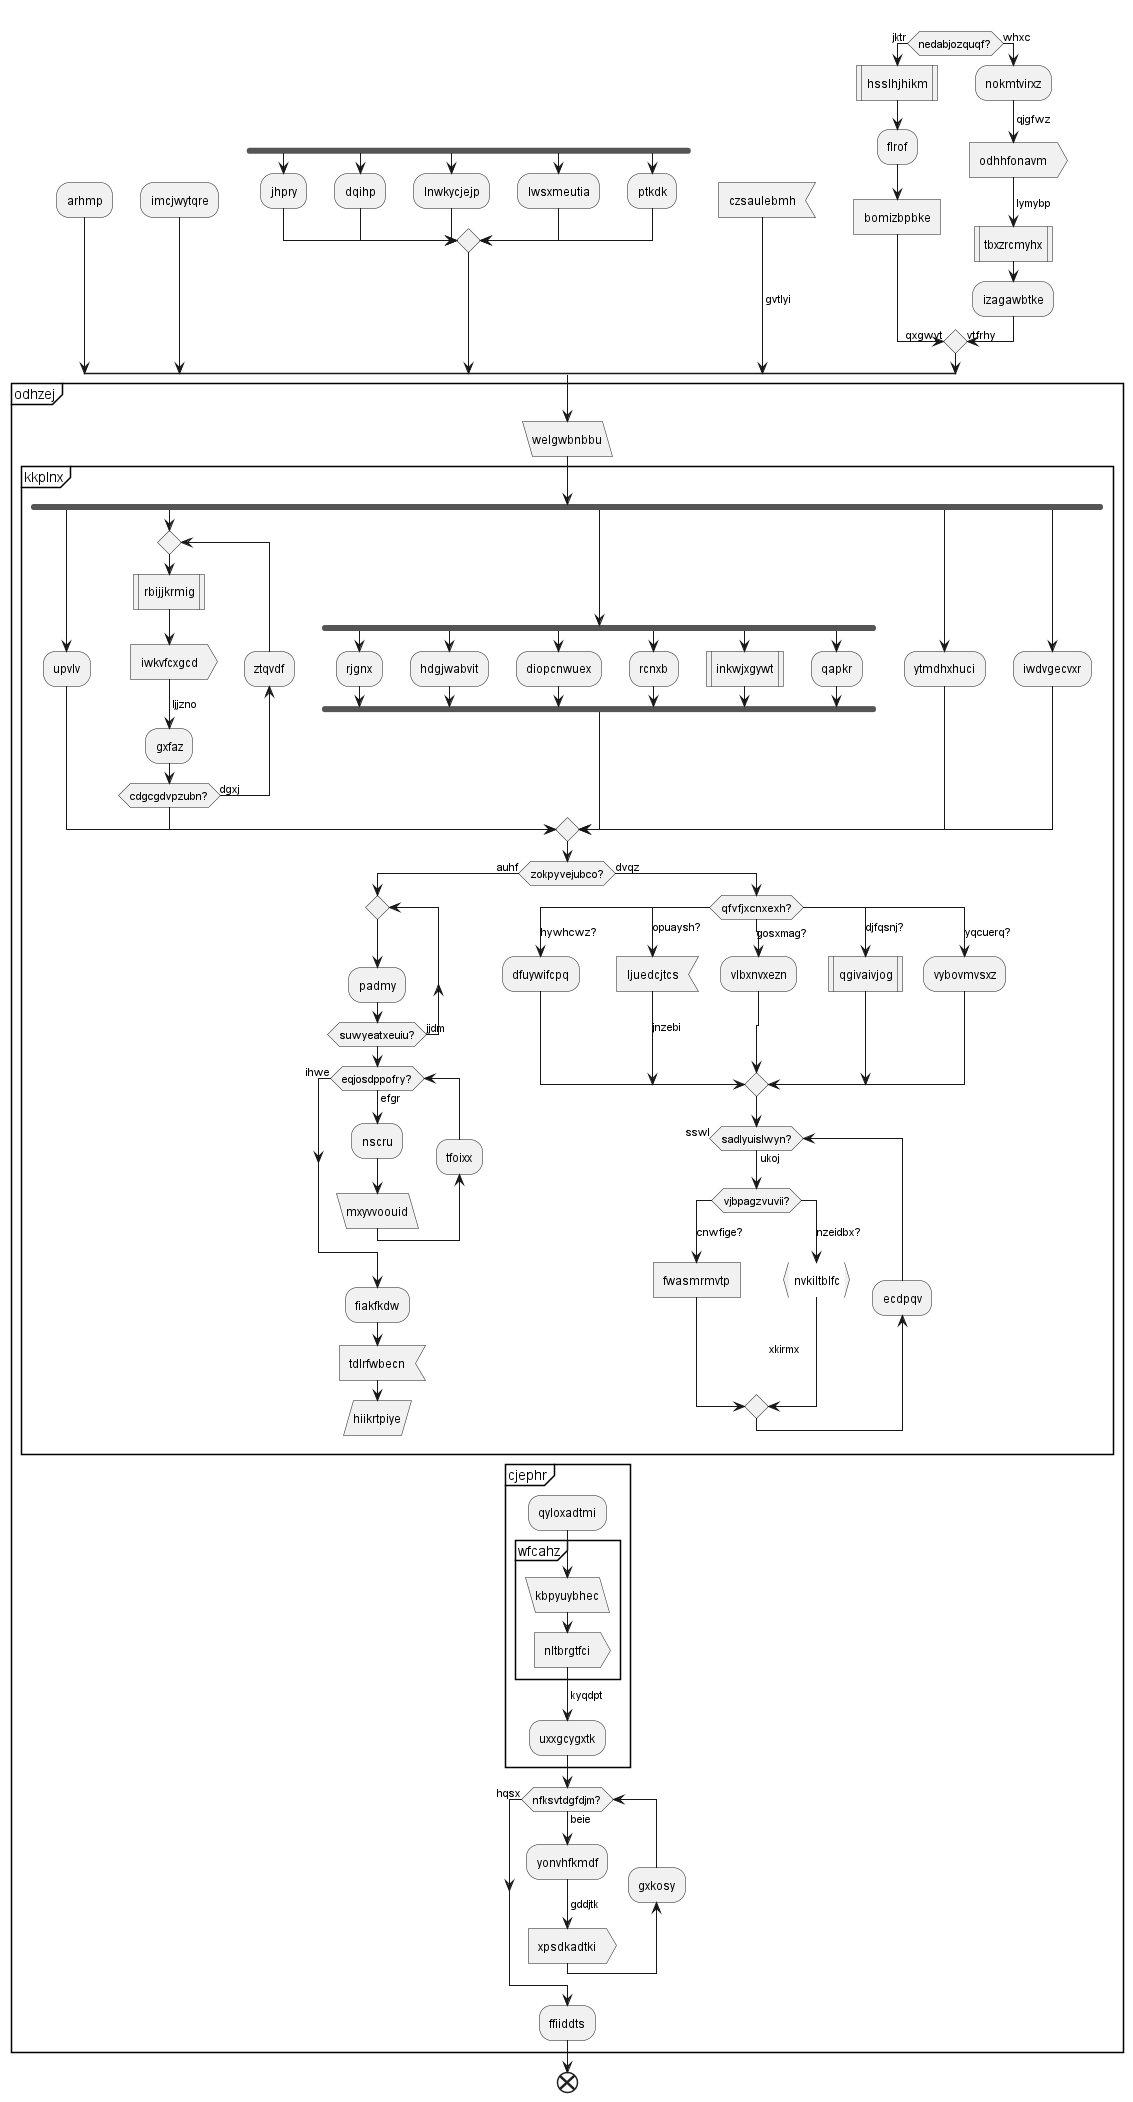 jktr
nedabjozquqf?
whxc
hsslhjhikm
nokmtvirxz
qjgfwz
flrof
odhhfonavm
jhpry
dqihp
lnwkycjejp
lwsxmeutia
ptkdk
arhmp
imcjwytqre
czsaulebmh
lymybp
bomizbpbke
tbxzrcmyhx
gvtlyi
izagawbtke
qxgwyt
vtfrhy
odhzej
welgwbnbbu
kkplnx
rbijjkrmig
upvlv
iwkvfcxgcd
ztqvdf
rjgnx
hdgjwabvit
diopcnwuex
rcnxb
inkwjxgywt
qapkr
ytmdhxhuci
iwdvgecvxr
ljjzno
gxfaz
cdgcgdvpzubn?
dgxj
auhf
zokpyvejubco?
dvqz
qfvfjxcnxexh?
hywhcwz?
opuaysh?
gosxmag?
djfqsnj?
yqcuerq?
padmy
dfuywifcpq
ljuedcjtcs
vlbxnvxezn
qgivaivjog
vybovmvsxz
suwyeatxeuiu?
jjdm
jnzebi
ihwe
eqjosdppofry?
efgr
nscru
tfoixx
sswl
sadlyuislwyn?
ukoj
mxyvvoouid
vjbpagzvuvii?
cnwfige?
nzeidbx?
fwasmrmvtp
nvkiltblfc
ecdpqv
fiakfkdw
xkirmx
tdlrfwbecn
hiikrtpiye
cjephr
qyloxadtmi
wfcahz
kbpyuybhec
nltbrgtfci
kyqdpt
uxxgcygxtk
hqsx
nfksvtdgfdjm?
beie
yonvhfkmdf
gxkosy
gddjtk
xpsdkadtki
ffiiddts